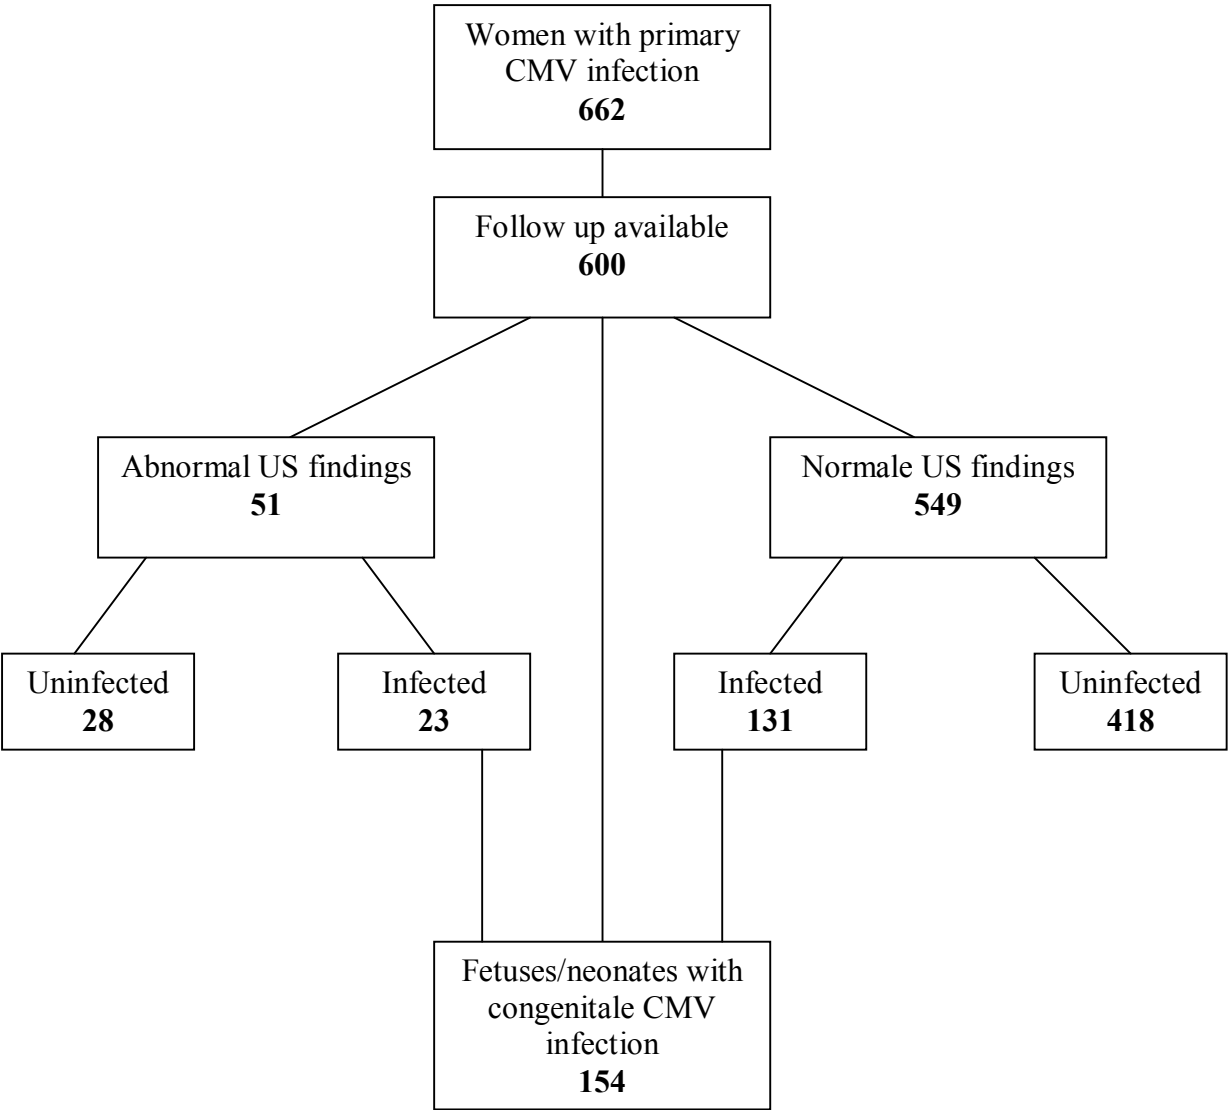 Women with primary
CMV infection
662
Follow up available
600
Abnormal US findings
51
Normale US findings
549
Uninfected
28
Infected
23
Infected
131
Uninfected
418
Fetuses/neonates with
congenitale CMV
infection
154